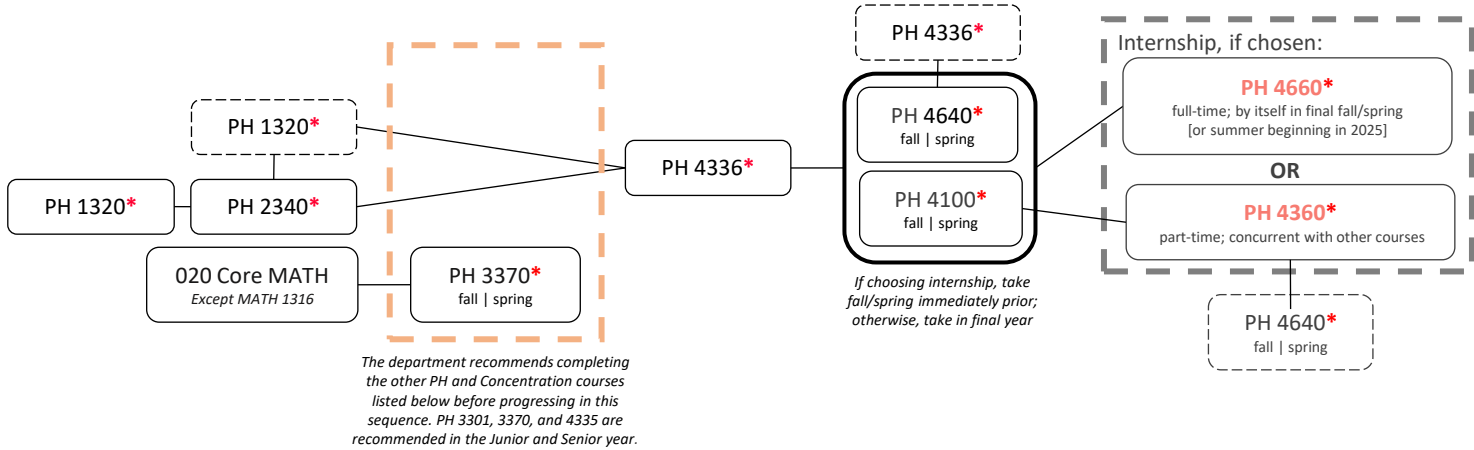 PH 1320*
PH 1320*
PH 2340*
020 Core MATH
Except MATH 1316
PH 3370*
fall | spring
The department recommends completing
the other PH and Concentration courses
listed below before progressing in this
sequence. PH 3301, 3370, and 4335 are
recommended in the Junior and Senior year.
PH 4336*
PH 4336*
PH 4640*
fall | spring
PH 4100*
fall | spring
If choosing internship, take
fall/spring immediately prior;
otherwise, take in final year
Internship, if chosen:
PH 4660*
full-time; by itself in final fall/spring
[or summer beginning in 2025]
OR
PH 4360*
part-time; concurrent with other courses
PH 4640*
fall | spring